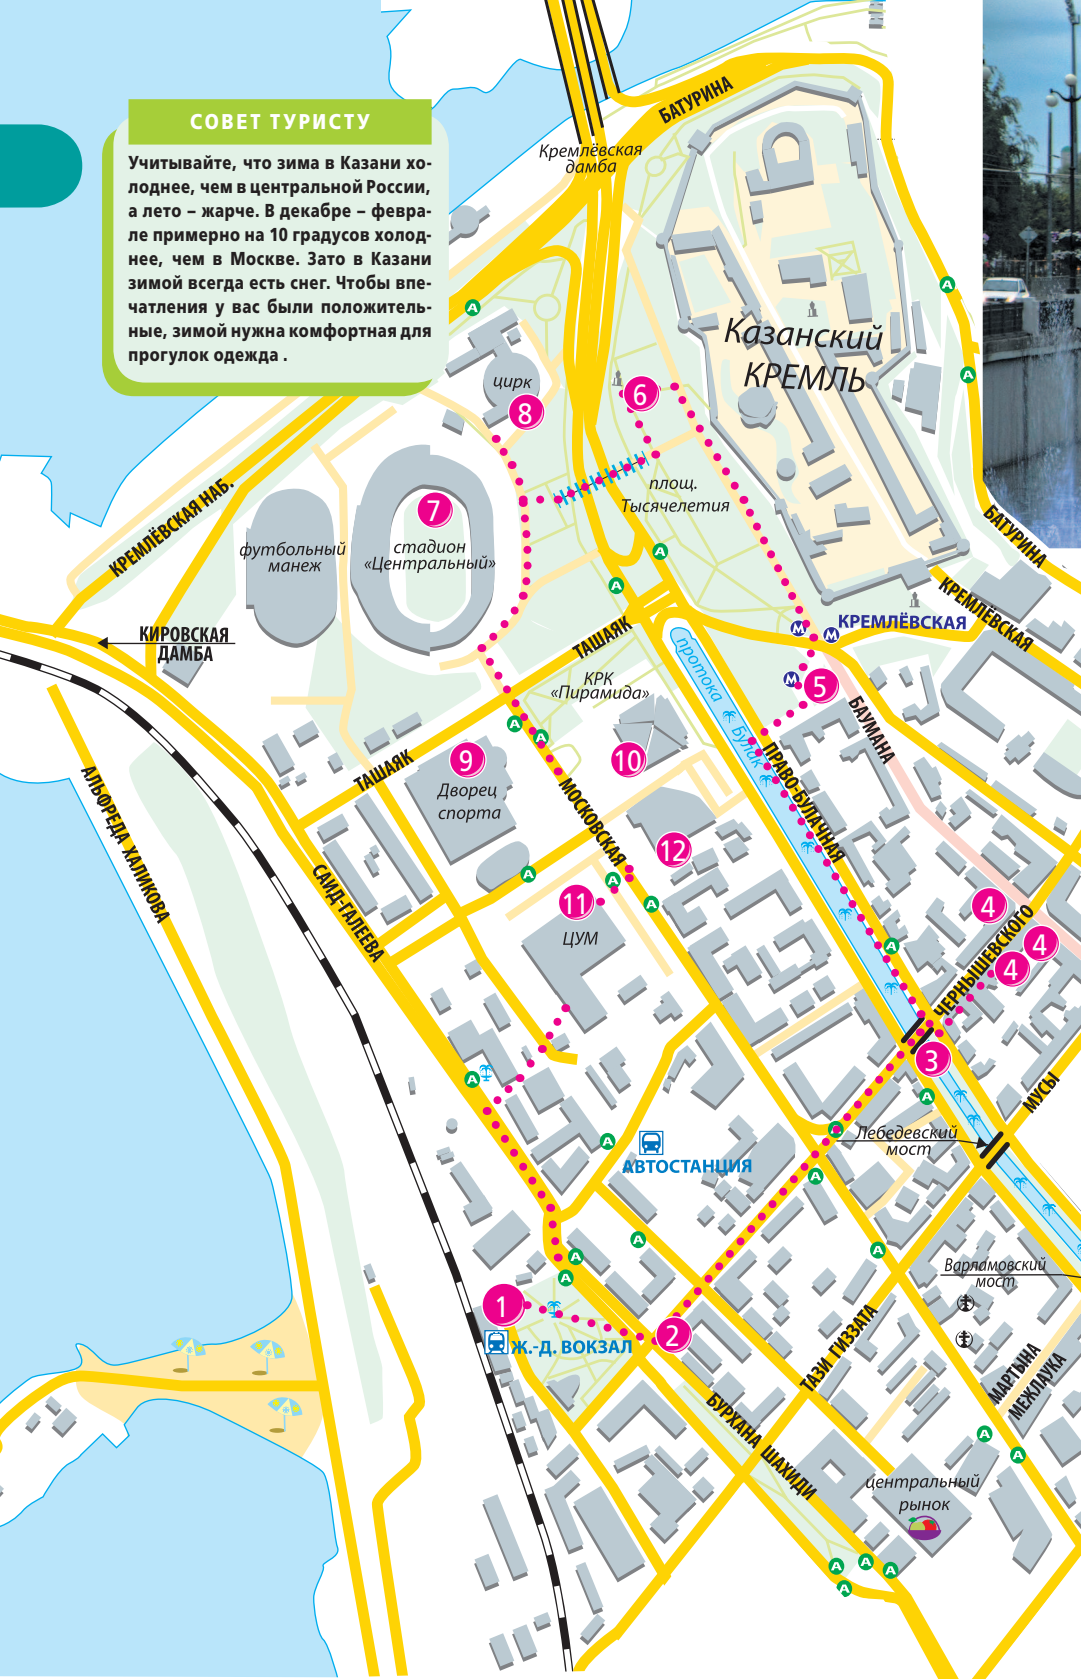 СОВЕТ ТУРИСТУ
Учитывайте, что зима в Казани хо-
лоднее, чем в центральной России,
а лето – жарче. В декабре – февра-
ле примерно на 10 градусов холод-
нее, чем в Москве. Зато в Казани
зимой всегда есть снег. Чтобы впе-
чатления у вас были положитель-
ные, зимой нужна комфортная для
прогулок одежда .
БАТУРИНА
Кремлёвская
дамба
А
А
А
Казанский
КРЕМЛЬ
цирк
8
6
площ.
Тысячелетия
7
КРЕМЛЁВСКАЯ НАБ.
футбольный
манеж
стадион
«Центральный»
БАТУРИНА
А
А
КРЕМЛЁВСКАЯ
М
М
КРЕМЛЁВСКАЯ
КИРОВСКАЯ
ДАМБА
ТАШАЯК
протока
Булак
КРК
«Пирамида»
М
5
БАУМАНА
А
А
ТАШАЯК
9
Дворец
спорта
10
ПРАВО-БУЛАЧНАЯ
МОСКОВСКАЯ
АЛЬФРЕДА ХАЛИКОВА
САИД-ГАЛЕЕВА
12
А
А
А
11
ЦУМ
4
4
4
А
ЧЕРНЫШЕВСКОГО
3
А
А
МУСЫ
А
Лебедевский
мост
А
АВТОСТАНЦИЯ
А
А
А
А
А
Варламовский
мост
1
Ж.-Д. ВОКЗАЛ
2
ТАЗИ ГИЗЗАТА
МАРТЫНА
МЕЖЛАУКА
БУРХАНА ШАХИДИ
А
А
центральный
рынок
А
А
А
А